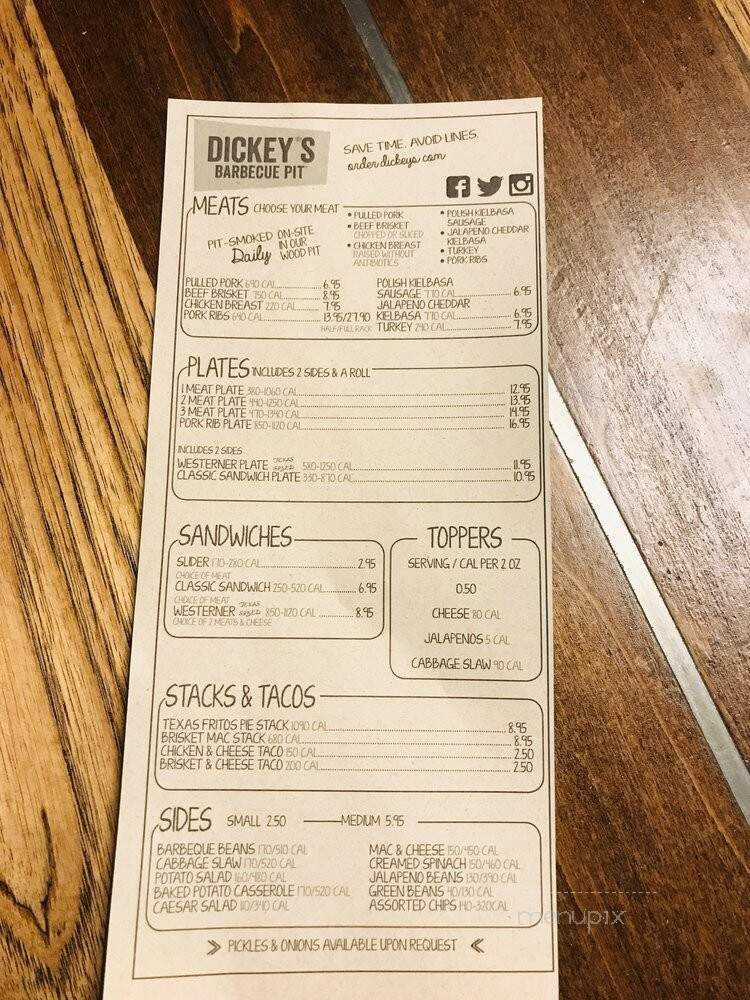 DICKEY'S
BARBECUE PIT
SAVE TIME. AVOID LINES.
order.dickeys.com
MEATS CHOOSE YOUR MEAT
PIT-SMOKED ON-SITE
Daily IN OUR
WOOD PIT
• PULLED PORK
• BEEF BRISKET
CHOPPED OR SLICED
• CHICKEN BREAST
RAISED WITHOUT
ANTIBIOTICS
• POLISH KIELBASA
SAUSAGE
• JALAPENO CHEDDAR
KIELBASA
• TURKEY
• PORK RIBS
PULLED PORK 690 CAL 6.95
BEEF BRISKET 750 CAL 8.95
CHICKEN BREAST 220 CAL 7.95
PORK RIBS 640 CAL 13.95/27.90
HALF/FULL RACK
POLISH KIELBASA
SAUSAGE 770 CAL 6.95
JALAPENO CHEDDAR
KIELBASA 770 CAL 6.95
TURKEY 240 CAL 7.95
PLATES INCLUDES 2 SIDES & A ROLL
1 MEAT PLATE 380-1060 CAL 12.95
2 MEAT PLATE 440-1250 CAL 13.95
3 MEAT PLATE 470-1340 CAL 14.95
PORK RIB PLATE 850-1120 CAL 16.95
INCLUDES 2 SIDES
WESTERNER PLATE TEXAS SIZED 580-1250 CAL 11.95
CLASSIC SANDWICH PLATE 330-870 CAL 10.95
SANDWICHES
SLIDER 170-280 CAL 2.95
CHOICE OF MEAT
CLASSIC SANDWICH 250-520 CAL 6.95
CHOICE OF MEAT
WESTERNER TEXAS SIZED 850-1120 CAL 8.95
CHOICE OF 2 MEATS & CHEESE
TOPPERS
SERVING / CAL PER 2 OZ
0.50
CHEESE 80 CAL
JALAPENOS 5 CAL
CABBAGE SLAW 90 CAL
STACKS & TACOS
TEXAS FRITOS PIE STACK 1090 CAL 8.95
BRISKET MAC STACK 680 CAL 8.95
CHICKEN & CHEESE TACO 150 CAL 2.50
BRISKET & CHEESE TACO 200 CAL 2.50
SIDES SMALL 2.50 MEDIUM 5.95
BARBEQUE BEANS 170/510 CAL
CABBAGE SLAW 170/520 CAL
POTATO SALAD 160/480 CAL
BAKED POTATO CASSEROLE 170/520 CAL
CAESAR SALAD 110/340 CAL
MAC & CHEESE 150/450 CAL
CREAMED SPINACH 150/460 CAL
JALAPENO BEANS 130/390 CAL
GREEN BEANS 40/130 CAL
ASSORTED CHIPS 140-320CAL
PICKLES & ONIONS AVAILABLE UPON REQUEST
menupix